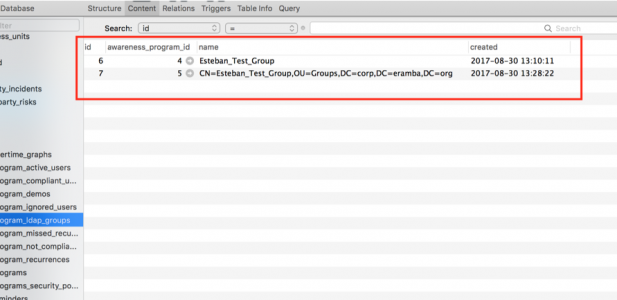 Database Structure Content Relations Triggers Table Info Query
Search: id = Search
id awareness_program_id name created
ess_units
6 4 Esteban_Test_Group 2017-08-30 13:10:11
7 5 CN=Esteban_Test_Group,OU=Groups,DC=corp,DC=eramba,DC=org 2017-08-30 13:28:22
ty_incidents
party_risks
ertime_graphs
ogram_active_users
ogram_compliant_u...
ogram_demos
ogram_ignored_users
ogram_ldap_groups
ogram_missed_recu...
ogram_not_complia...
ogram_recurrences
ograms
ograms_security_po...
minders